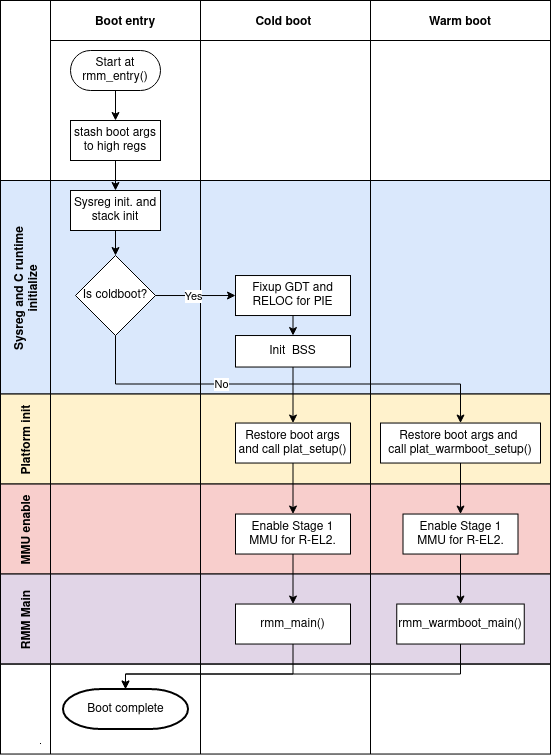 Boot entry
Cold boot
Warm boot
Start at
rmm_entry()
stash boot args
to high regs
Sysreg and C runtime
initialize
Sysreg init. and
stack init
Is coldboot?
Yes
Fixup GDT and
RELOC for PIE
Init BSS
No
Platform init
Restore boot args
and call plat_setup()
Restore boot args and
call plat_warmboot_setup()
MMU enable
Enable Stage 1
MMU for R-EL2.
Enable Stage 1
MMU for R-EL2.
RMM Main
rmm_main()
rmm_warmboot_main()
Boot complete
.